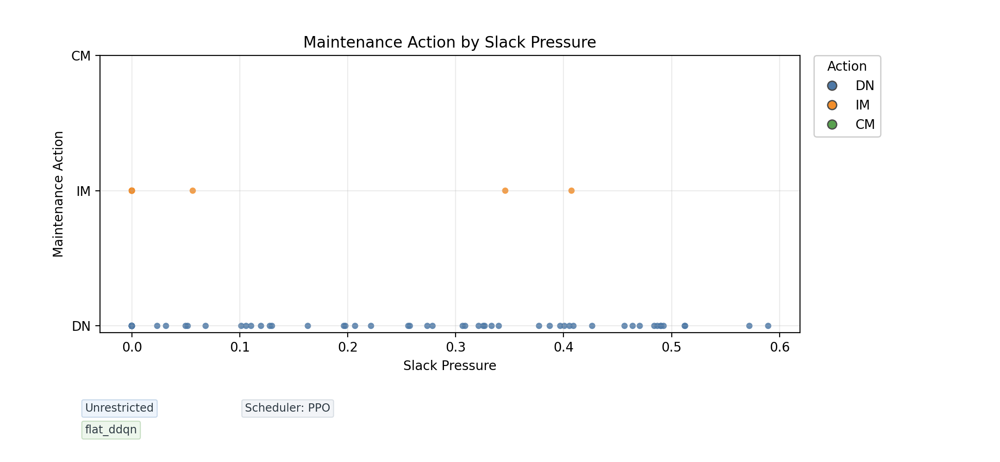 Maintenance Action by Slack Pressure
CM
IM
DN
Maintenance Action
0.0 0.1 0.2 0.3 0.4 0.5 0.6
Slack Pressure
Action
DN
IM
CM
Unrestricted
Scheduler: PPO
flat_ddqn